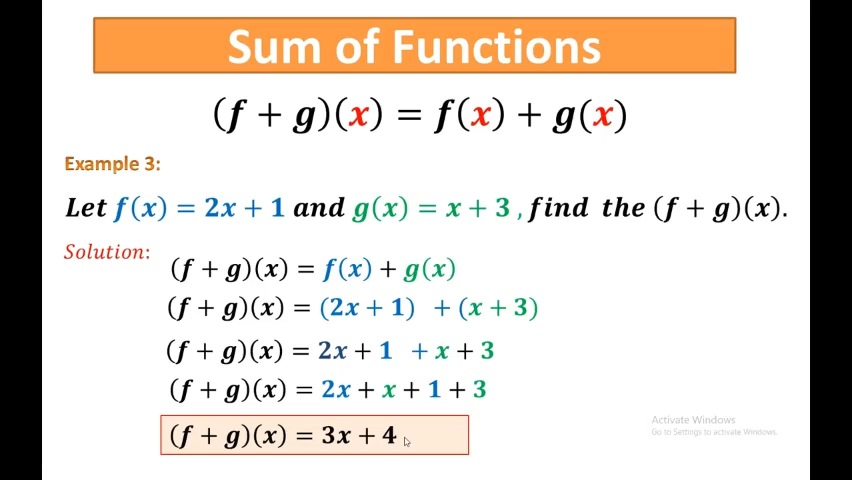 Sum of Functions
(f + g)(x) = f(x) + g(x)
Example 3:
Let f(x) = 2x + 1 and g(x) = x + 3 , find the (f + g)(x).
Solution:
(f + g)(x) = f(x) + g(x)
(f + g)(x) = (2x + 1) + (x + 3)
(f + g)(x) = 2x + 1 + x + 3
(f + g)(x) = 2x + x + 1 + 3
(f + g)(x) = 3x + 4
Activate Windows
Go to Settings to activate Windows.